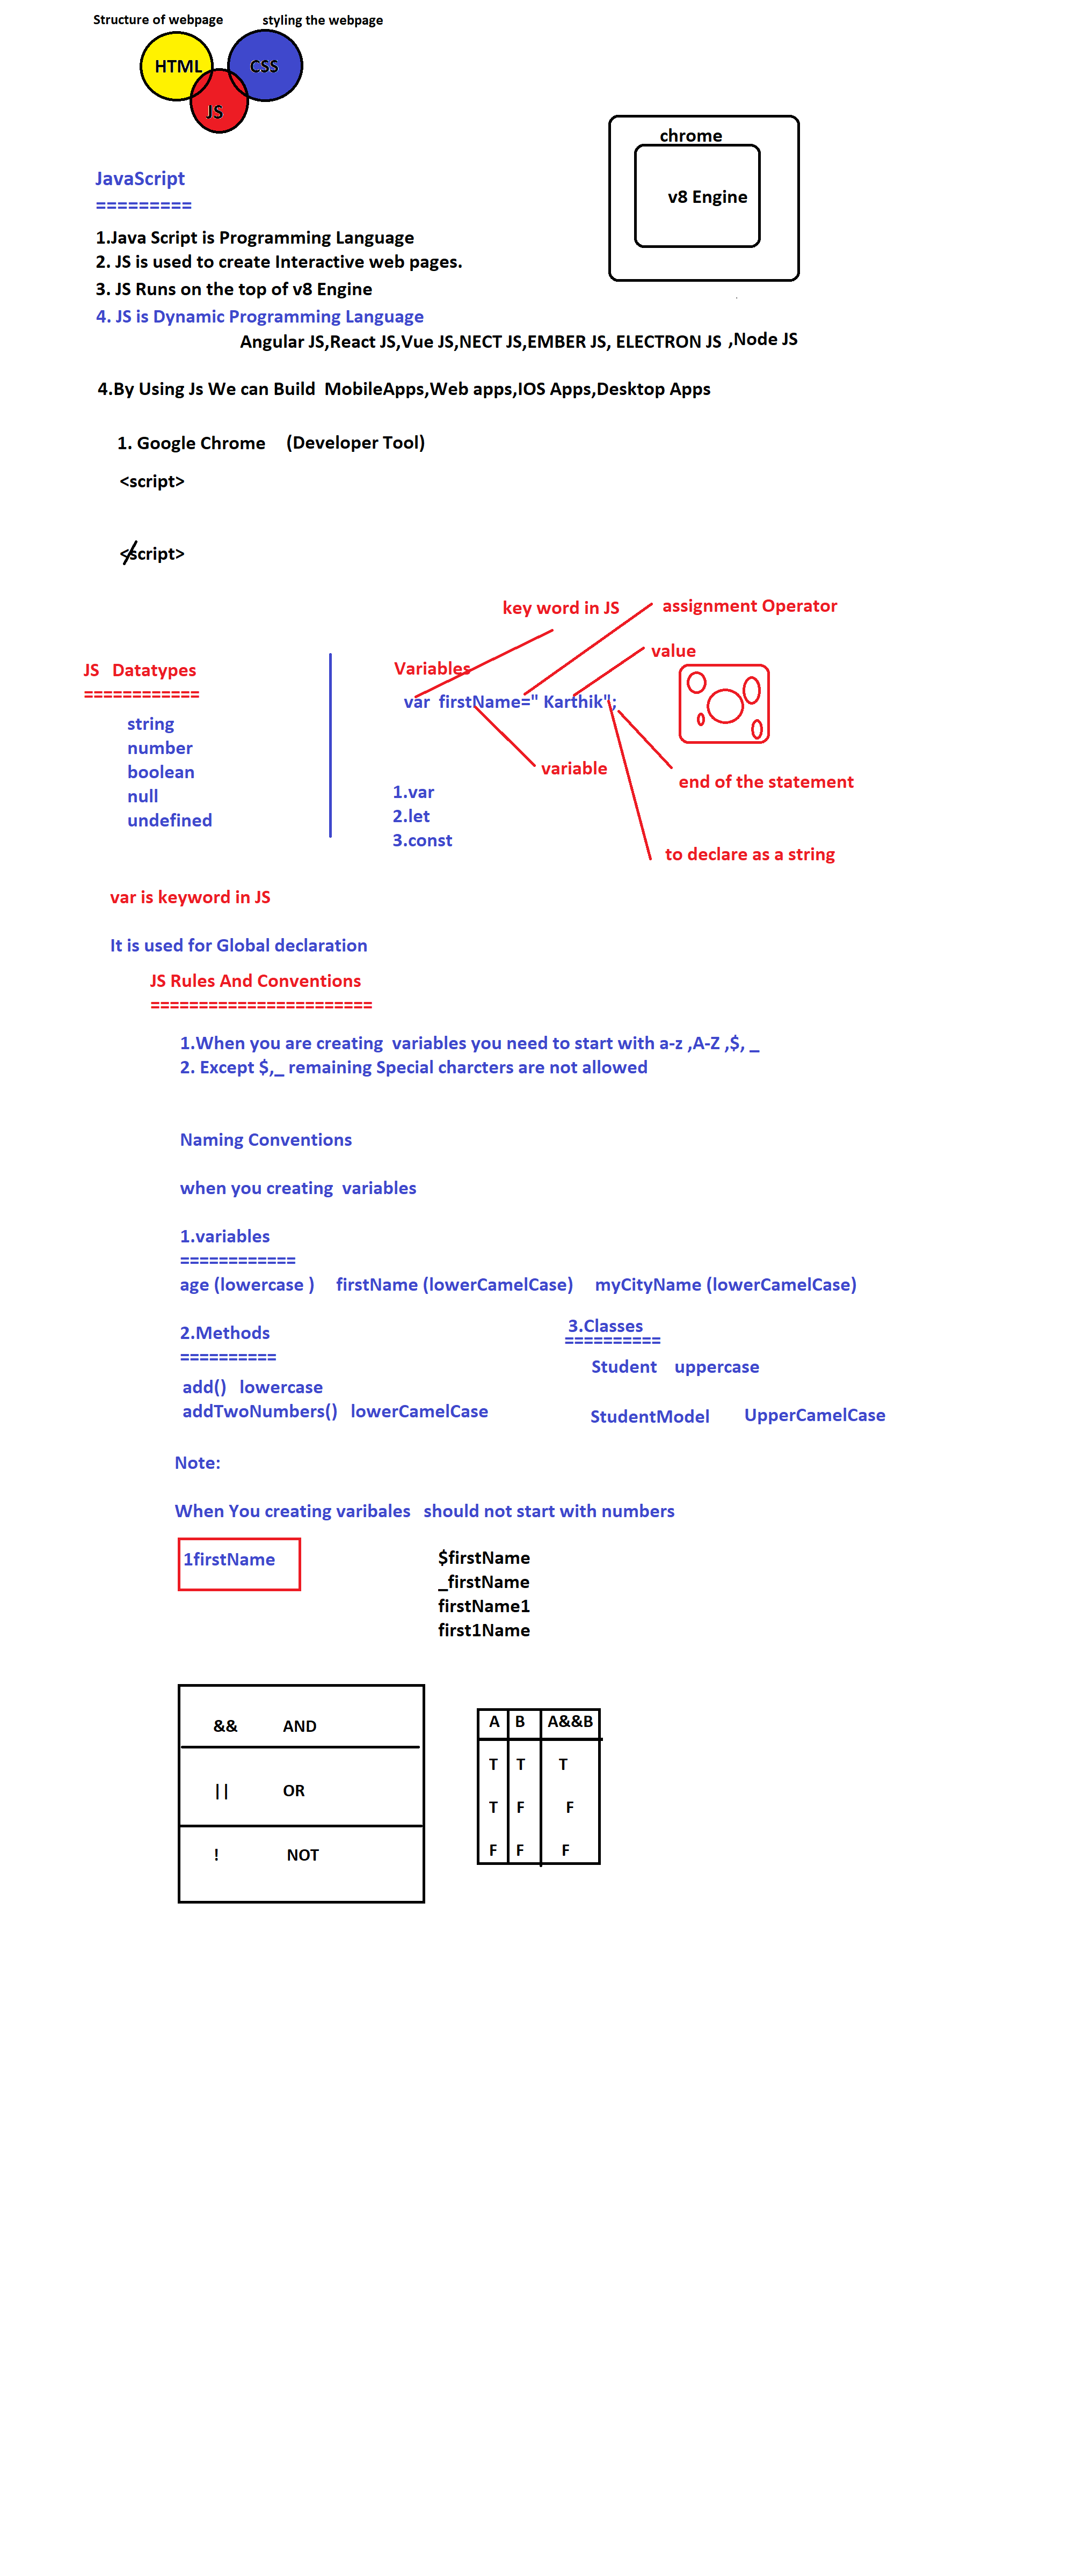 Structure of webpage styling the webpage
HTML CSS
JS
chrome
v8 Engine
JavaScript
=========
1.Java Script is Programming Language
2. JS is used to create Interactive web pages.
3. JS Runs on the top of v8 Engine
4. JS is Dynamic Programming Language
Angular JS,React JS,Vue JS,NECT JS,EMBER JS, ELECTRON JS ,Node JS
4.By Using Js We can Build MobileApps,Web apps,IOS Apps,Desktop Apps
1. Google Chrome (Developer Tool)
<script>
</script>
key word in JS assignment Operator
value
JS Datatypes
============
string
number
boolean
null
undefined
Variables
var firstName=" Karthik";
variable
end of the statement
1.var
2.let
3.const
to declare as a string
var is keyword in JS
It is used for Global declaration
JS Rules And Conventions
=======================
1.When you are creating variables you need to start with a-z ,A-Z ,$, _
2. Except $,_ remaining Special charcters are not allowed
Naming Conventions
when you creating variables
1.variables
============
age (lowercase ) firstName (lowerCamelCase) myCityName (lowerCamelCase)
2.Methods
==========
add() lowercase
addTwoNumbers() lowerCamelCase
3.Classes
==========
Student uppercase
StudentModel UpperCamelCase
Note:
When You creating varibales should not start with numbers
1firstName
$firstName
_firstName
firstName1
first1Name
&& AND
|| OR
! NOT
A B A&&B
T T T
T F F
F F F